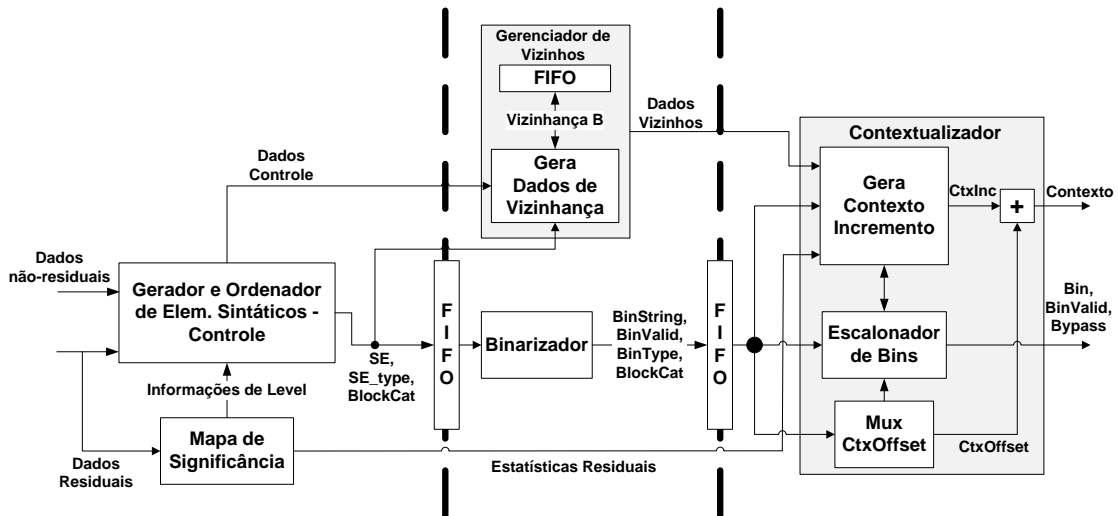 Gerenciador de
Vizinhos
FIFO
Vizinhança B
Gera
Dados de
Vizinhança
Dados
Vizinhos
Dados
Controle
Contextualizador
Gera
Contexto
Incremento
CtxInc
+
Contexto
Dados
não-residuais
Gerador e Ordenador
de Elem. Sintáticos -
Controle
SE,
SE_type,
BlockCat
F
I
F
O
Binarizador
BinString,
BinValid,
BinType,
BlockCat
F
I
F
O
Escalonador
de Bins
Bin,
BinValid,
Bypass
Informações de Level
Mapa de
Significância
Dados
Residuais
Estatísticas Residuais
Mux
CtxOffset
CtxOffset